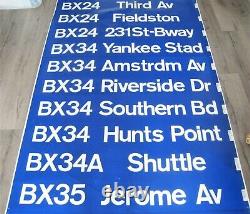 BX24 Third Av
BX24 Fieldston
BX24 231St-Bway
BX34 Yankee Stad
BX34 Amstrdm Av
BX34 Riverside Dr
BX34 Southern Bd
BX34 Hunts Point
BX34A Shuttle
BX35 Jerome Av